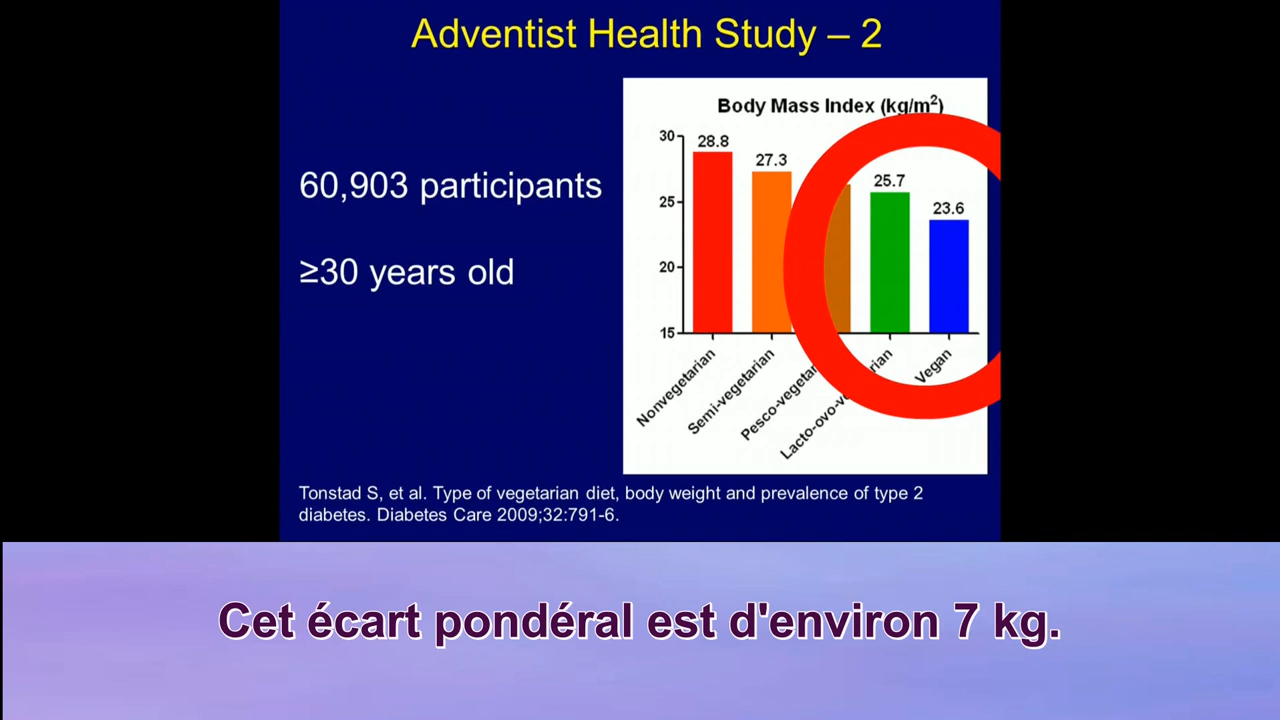 Adventist Health Study – 2
60,903 participants
≥30 years old
Body Mass Index (kg/m²)
30
25
20
15
28.8
27.3
25.7
23.6
Nonvegetarian
Semi-vegetarian
Vegan
Tonstad S, et al. Type of vegetarian diet, body weight and prevalence of type 2
diabetes. Diabetes Care 2009;32:791-6.
Cet écart pondéral est d'environ 7 kg.